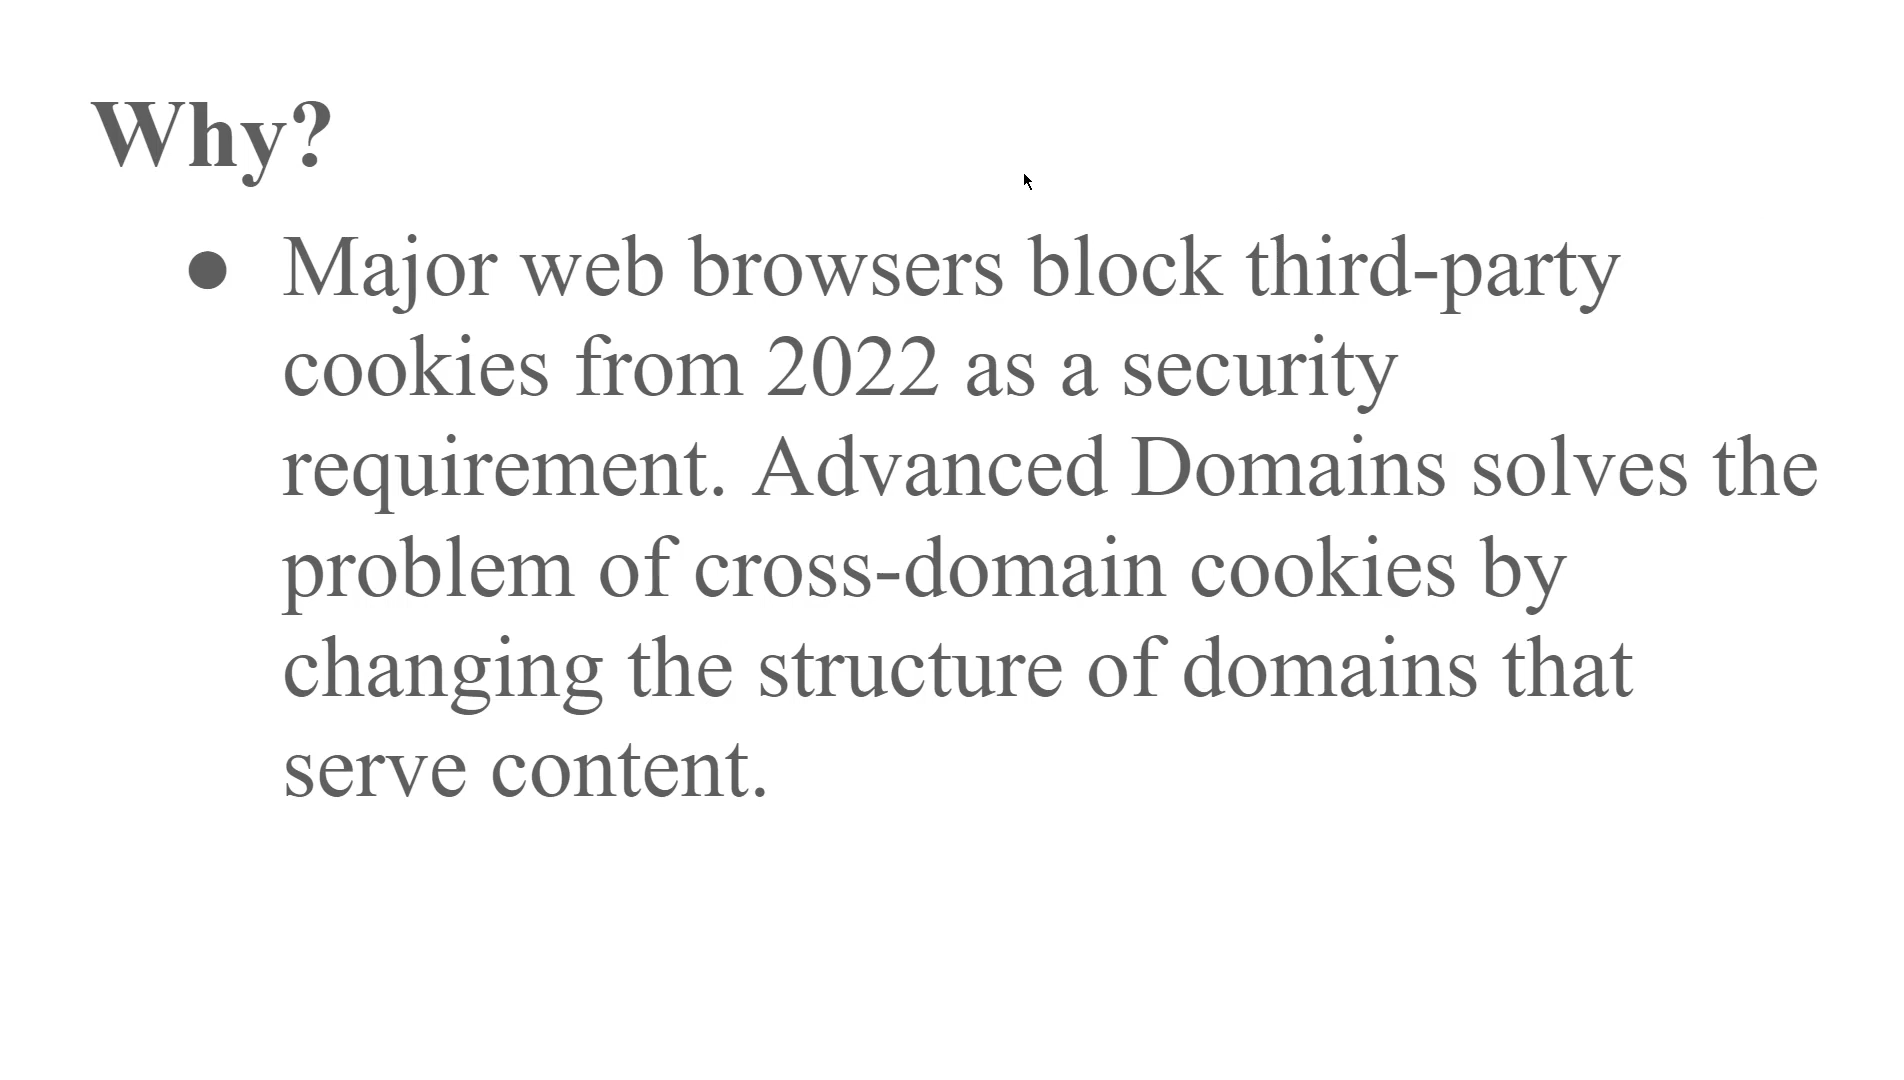 Why?
● Major web browsers block third-party
cookies from 2022 as a security
requirement. Advanced Domains solves the
problem of cross-domain cookies by
changing the structure of domains that
serve content.